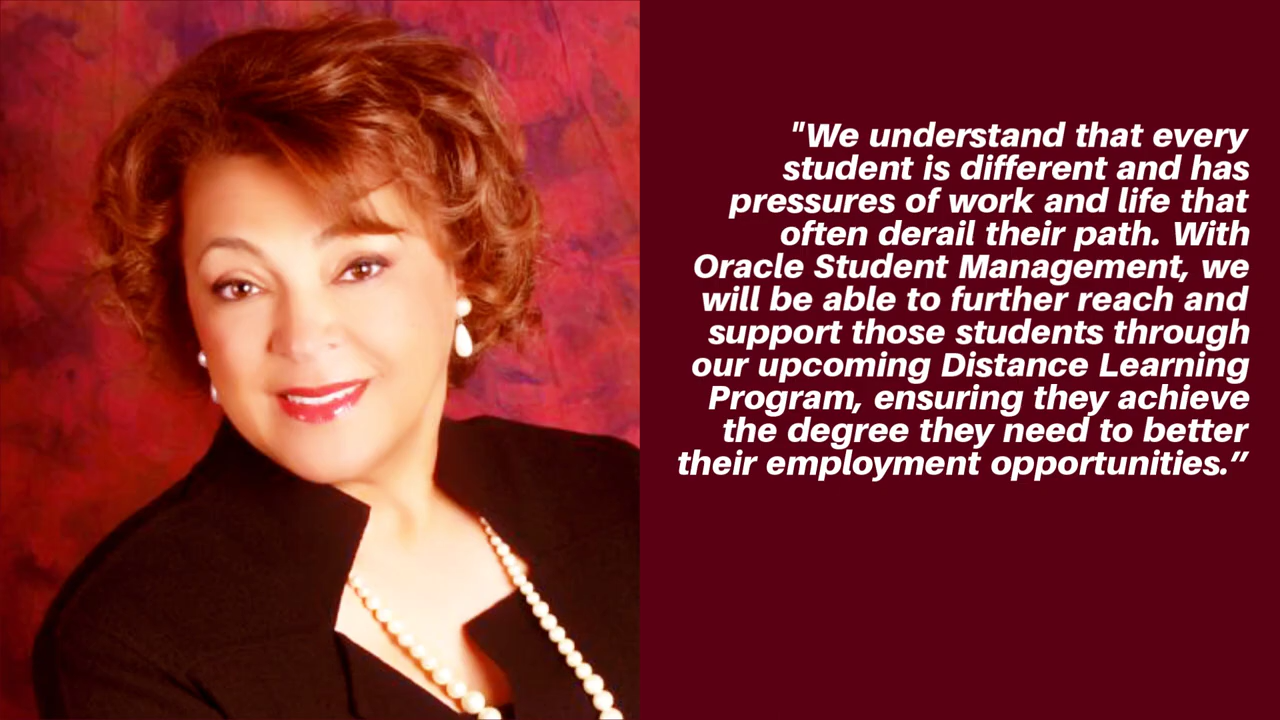 "We understand that every
student is different and has
pressures of work and life that
often derail their path. With
Oracle Student Management, we
will be able to further reach and
support those students through
our upcoming Distance Learning
Program, ensuring they achieve
the degree they need to better
their employment opportunities.”